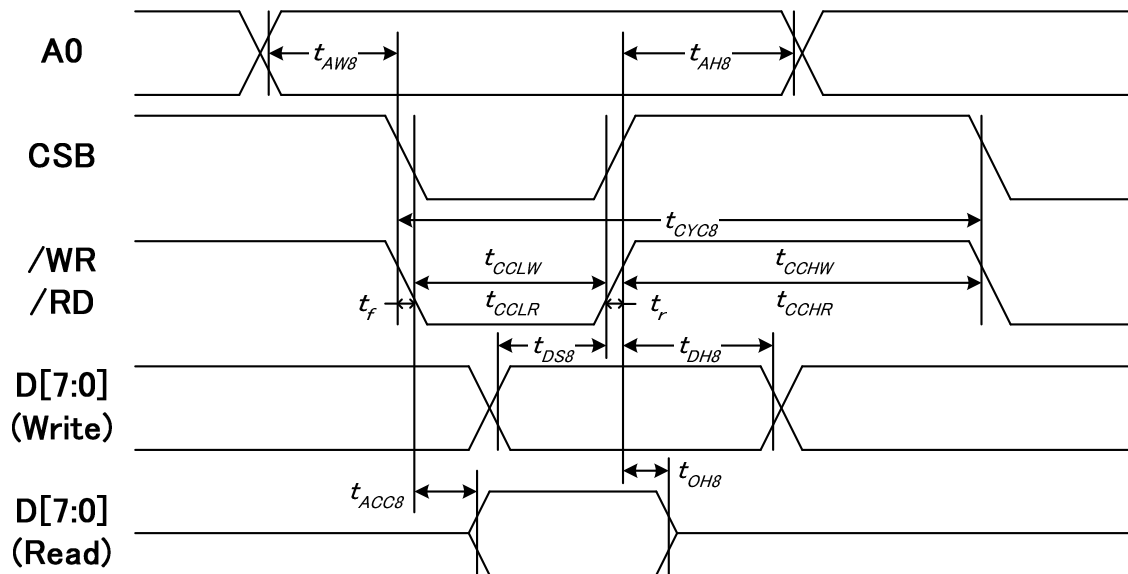 A0
t_AW8
t_AH8
CSB
t_CYC8
/WR
/RD
t_CCLW
t_CCHW
t_f
t_CCLR
t_r
t_CCHR
t_DS8
t_DH8
D[7:0]
(Write)
t_ACC8
t_OH8
D[7:0]
(Read)